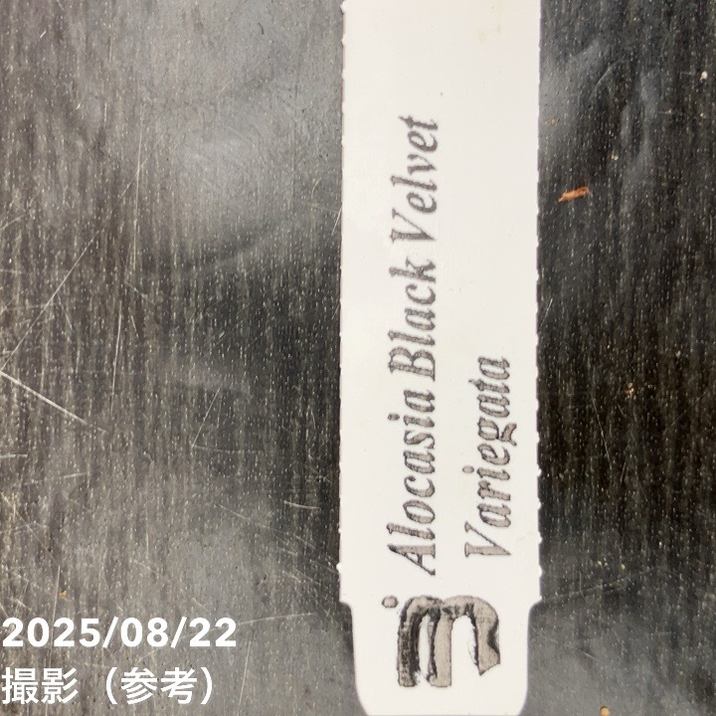 Alocasia Black Velvet
Variegata
2025/08/22
撮影（参考）